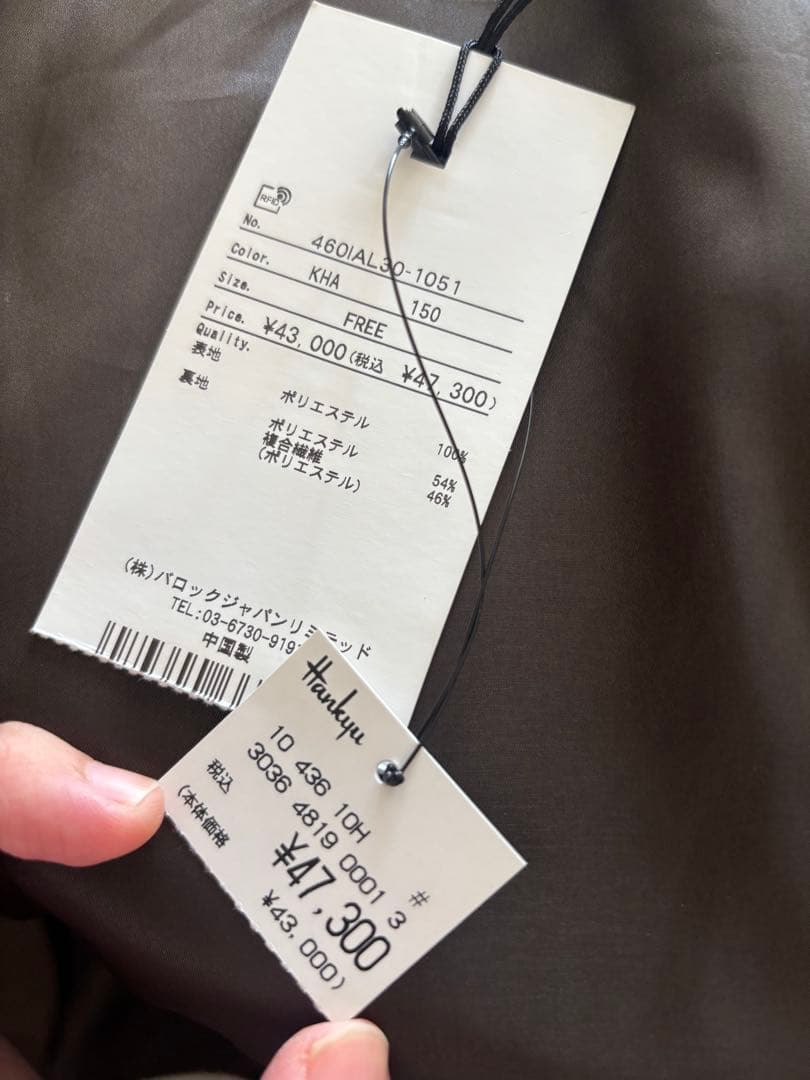 RFID
No. 460IAL30-1051
Color. KHA 150
Size. FREE
Price. ¥43,000(税込 ¥47,300)
Quality.
表地 ポリエステル 100%
裏地 ポリエステル 54%
複合繊維 46%
(ポリエステル)
(株)バロックジャパンリミテッド
TEL:03-6730-919
中国製
Hankyu
10 436 10H
3036 4819 0001 3
#
税込 ¥47,300
(本体価格 ¥43,000)